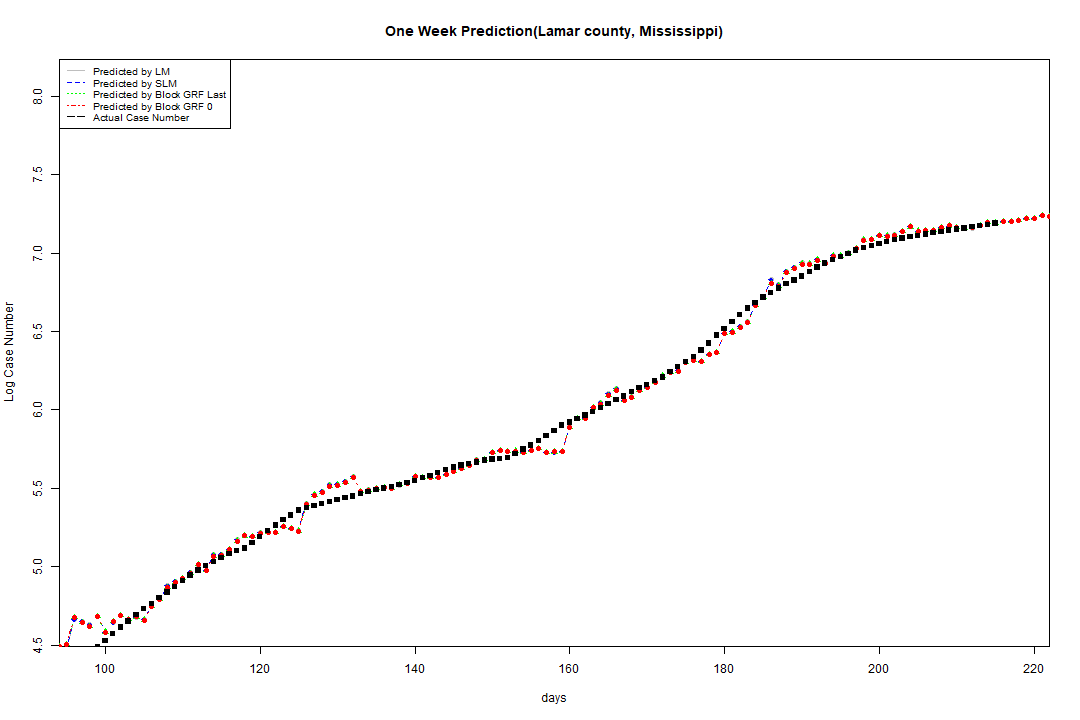 One Week Prediction(Lamar county, Mississippi)
Predicted by LM
Predicted by SLM
Predicted by Block GRF Last
Predicted by Block GRF 0
Actual Case Number
8.0
7.5
7.0
6.5
6.0
5.5
5.0
4.5
Log Case Number
100 120 140 160 180 200 220
days